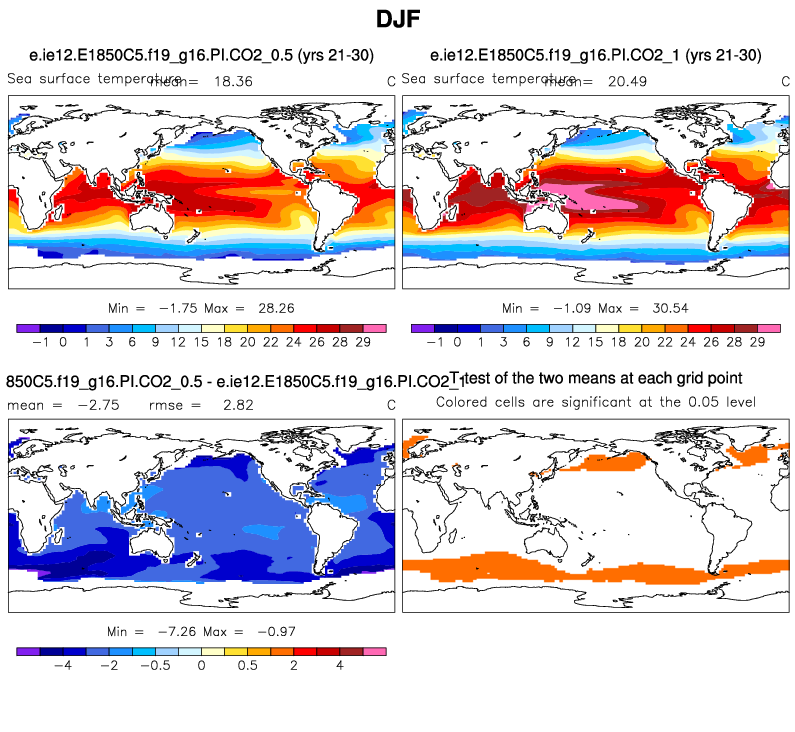 DJF
e.ie12.E1850C5.f19_g16.PI.CO2_0.5 (yrs 21-30)
Sea surface temperature mean= 18.36 C
Min = -1.75 Max = 28.26
-1 0 1 3 6 9 12 15 18 20 22 24 26 28 29
e.ie12.E1850C5.f19_g16.PI.CO2_1 (yrs 21-30)
Sea surface temperature mean= 20.49 C
Min = -1.09 Max = 30.54
-1 0 1 3 6 9 12 15 18 20 22 24 26 28 29
850C5.f19_g16.PI.CO2_0.5 - e.ie12.E1850C5.f19_g16.PI.CO2_1
mean = -2.75 rmse = 2.82 C
Min = -7.26 Max = -0.97
-4 -2 -0.5 0 0.5 2 4
T-test of the two means at each grid point
Colored cells are significant at the 0.05 level